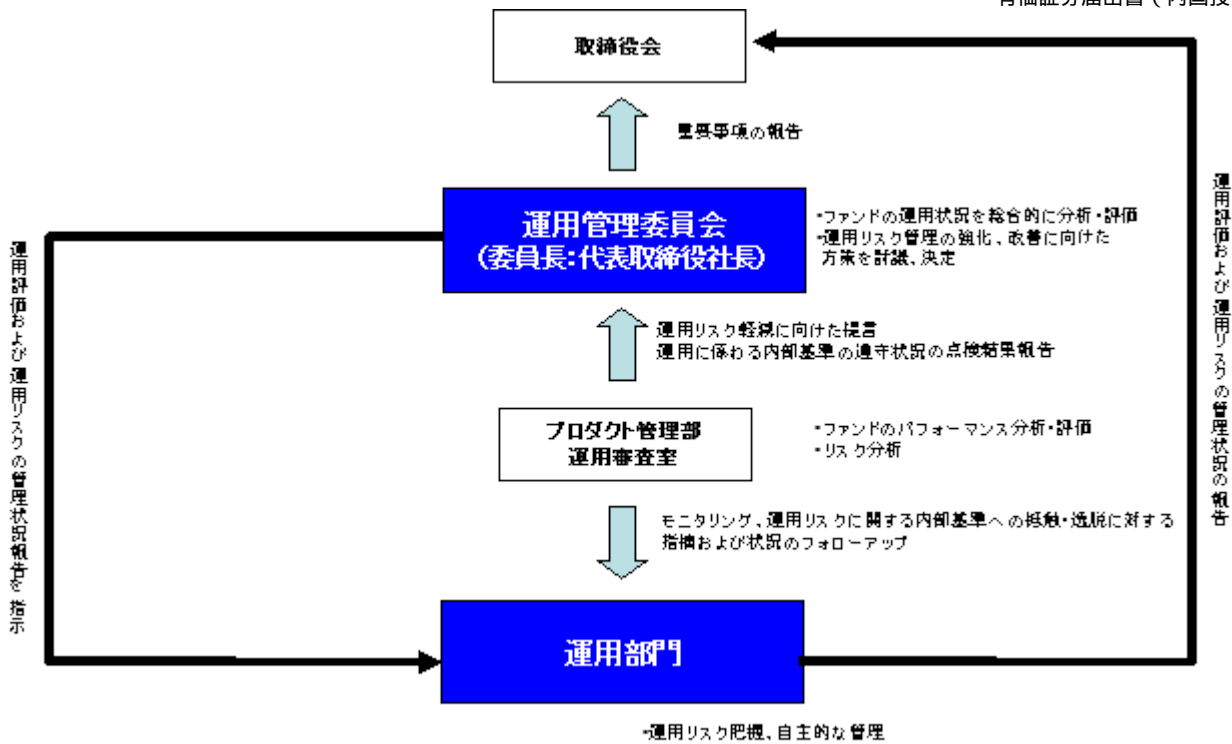 有価証券届出書(内国投
取締役会
重要事項の報告
運用管理委員会
(委員長:代表取締役社長)
・ファンドの運用状況を総合的に分析・評価
・運用リスク管理の強化、改善に向けた
方策を討議、決定
運用リスク軽減に向けた提言
運用に係わる内部基準の遵守状況の点検結果報告
プロダクト管理部
運用審査室
・ファンドのパフォーマンス分析・評価
・リスク分析
モニタリング、運用リスクに関する内部基準への抵触・逸脱に対する
指摘および状況のフォローアップ
運用部門
・運用リスク把握、自主的な管理
運用評価および運用リスクの管理状況報告を指示
運用評価および運用リスクの管理状況の報告